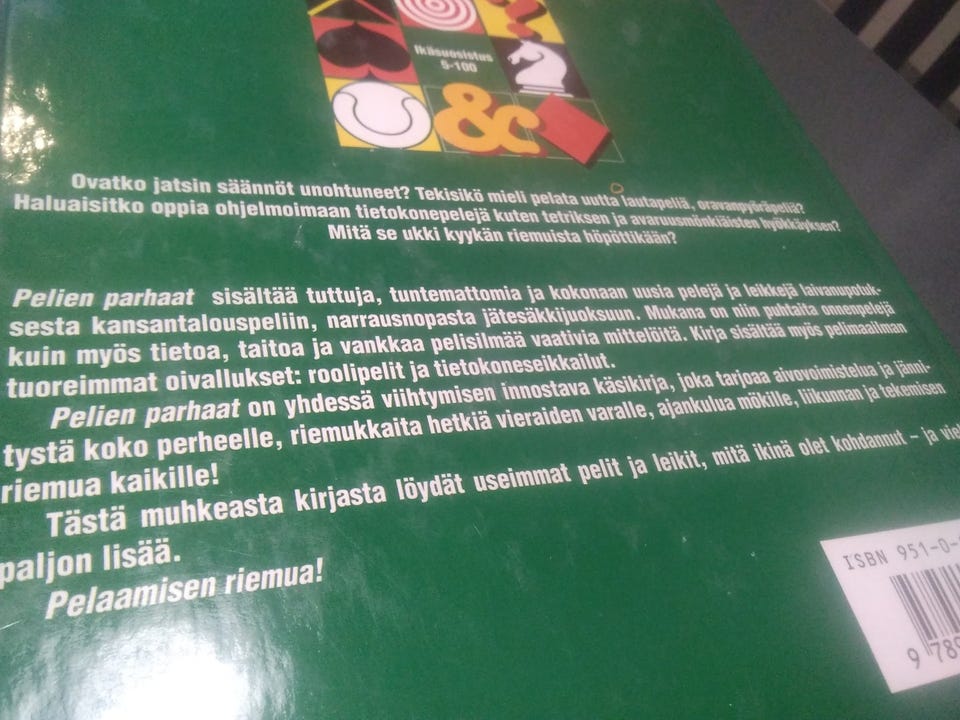 Ikäsuosistus
5-100
&
Ovatko jatsin säännöt unohtuneet? Tekisikö mieli pelata uutta lautapeliä, oravanpyöräpeliä?
Haluaisitko oppia ohjelmoimaan tietokonepelejä kuten tetriksen ja avaruusmönkiäisten hyökkäyksen?
Mitä se ukki kyykän riemuista höpöttikään?
Pelien parhaat sisältää tuttuja, tuntemattomia ja kokonaan uusia pelejä ja leikkejä laivanupotuk-
sesta kansantalouspeliin, narrausnopasta jätesäkkijuoksuun. Mukana on niin puhtaita onnenpelejä
kuin myös tietoa, taitoa ja vankkaa pelisilmää vaativia mittelöitä. Kirja sisältää myös pelimaailman
tuoreimmat oivallukset: roolipelit ja tietokoneseikkailut.
Pelien parhaat on yhdessä viihtymisen innostava käsikirja, joka tarjoaa aivovoimistelua ja jänni-
tystä koko perheelle, riemukkaita hetkiä vieraiden varalle, ajankulua mökille, liikunnan ja tekemisen
riemua kaikille!
Tästä muhkeasta kirjasta löydät useimmat pelit ja leikit, mitä ikinä olet kohdannut – ja viel
paljon lisää.
Pelaamisen riemua!
ISBN 951-0-
9 789